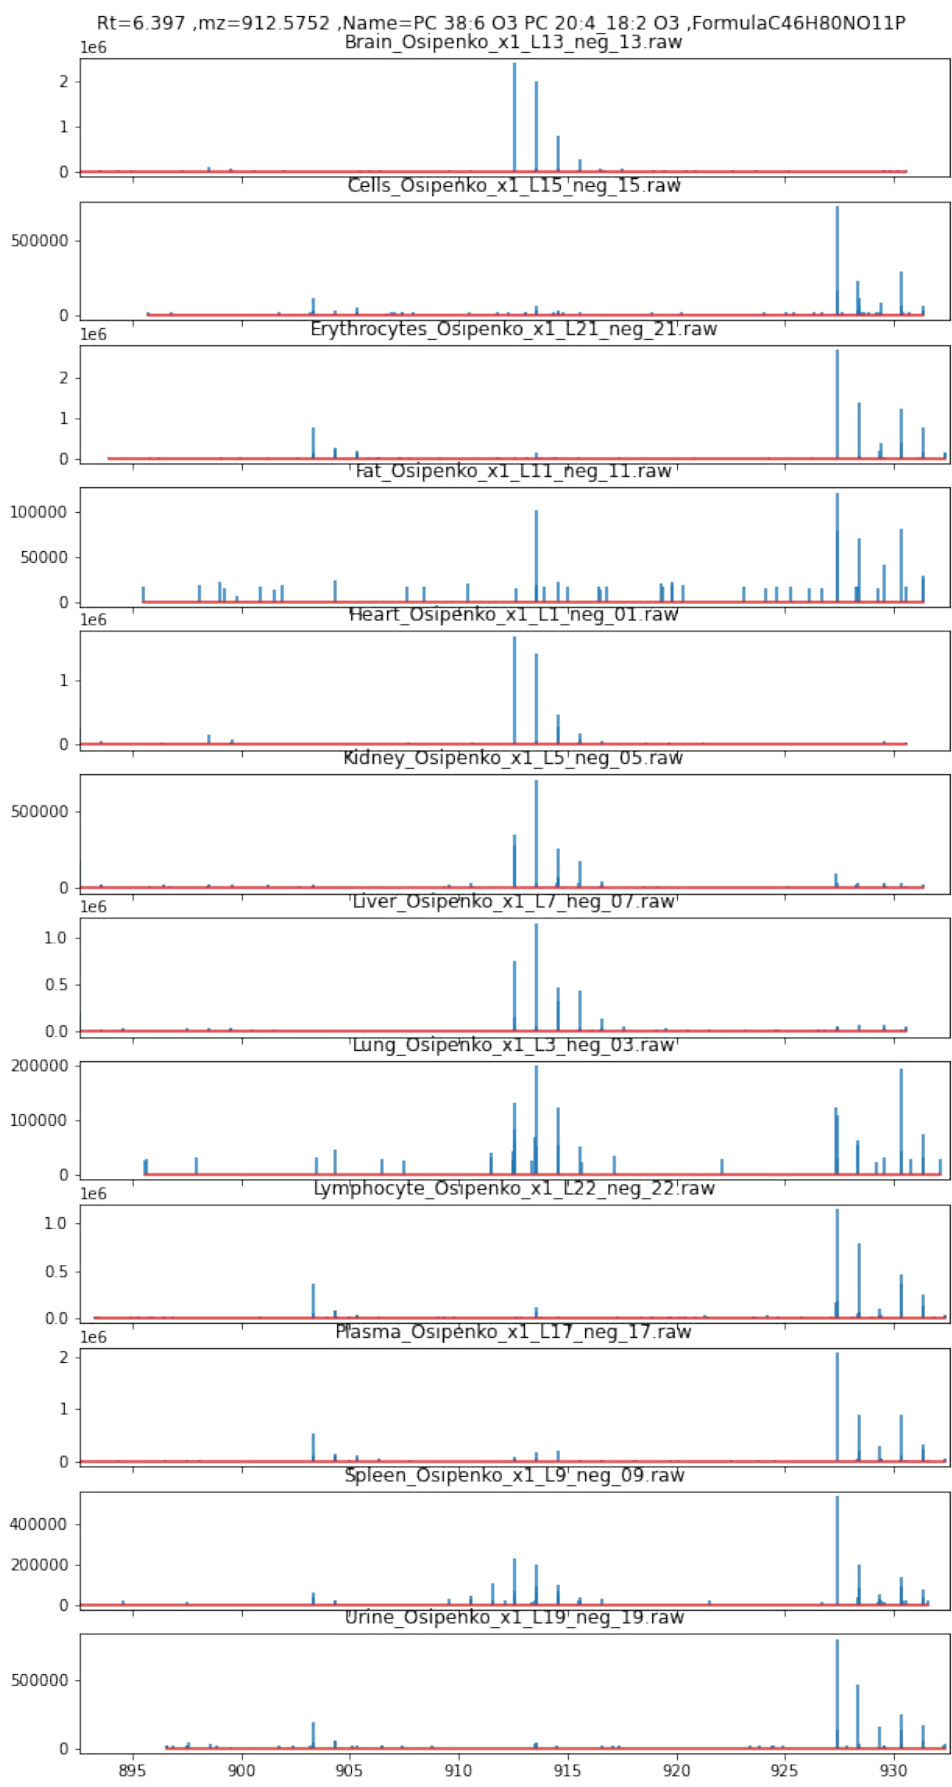 Rt=6.397 ,mz=912.5752 ,Name=PC 38:6 O3 PC 20:4_18:2 O3 ,FormulaC46H80NO11P
Brain_Osipenko_x1_L13_neg_13.raw
1e6
2
1
0
Cells_Osipenko_x1_L15_neg_15.raw
500000
0
Erythrocytes_Osipenko_x1_L21_neg_21.raw
1e6
2
1
0
Fat_Osipenko_x1_L11_neg_11.raw
100000
50000
0
Heart_Osipenko_x1_L1_neg_01.raw
1e6
1
0
Kidney_Osipenko_x1_L5_neg_05.raw
500000
0
Liver_Osipenko_x1_L7_neg_07.raw
1e6
1.0
0.5
0.0
Lung_Osipenko_x1_L3_neg_03.raw
200000
100000
0
Lymphocyte_Osipenko_x1_L22_neg_22.raw
1e6
1.0
0.5
0.0
Plasma_Osipenko_x1_L17_neg_17.raw
1e6
2
1
0
Spleen_Osipenko_x1_L9_neg_09.raw
400000
200000
0
Urine_Osipenko_x1_L19_neg_19.raw
500000
0
895 900 905 910 915 920 925 930